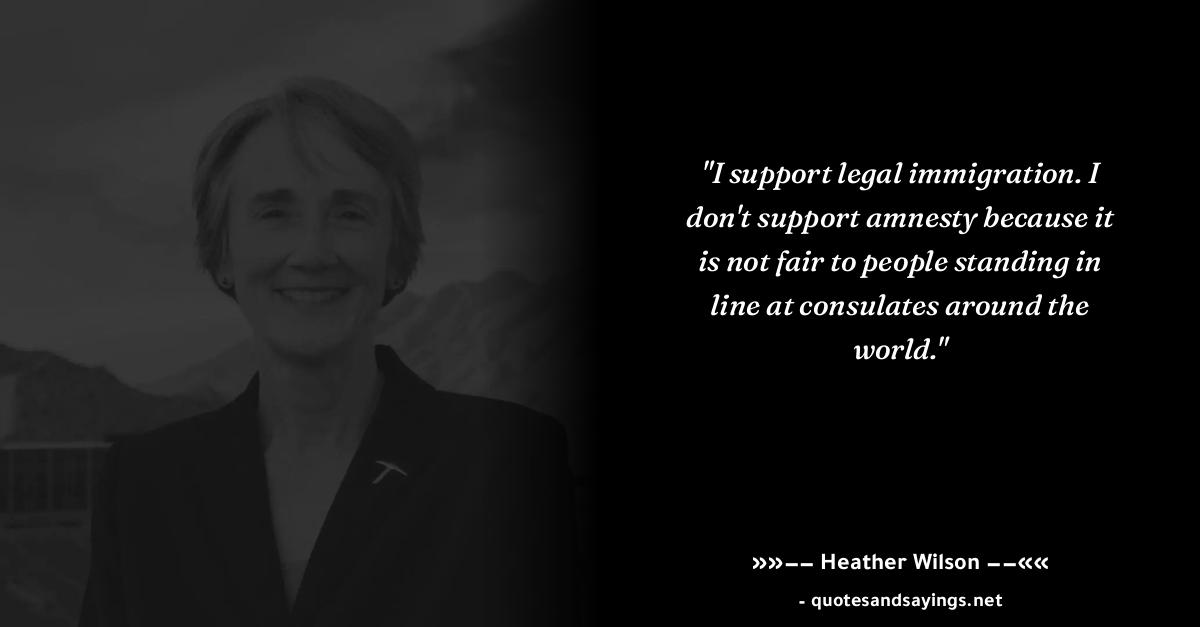 "I support legal immigration. I
don't support amnesty because it
is not fair to people standing in
line at consulates around the
world."
»»–– Heather Wilson ––««
- quotesandsayings.net